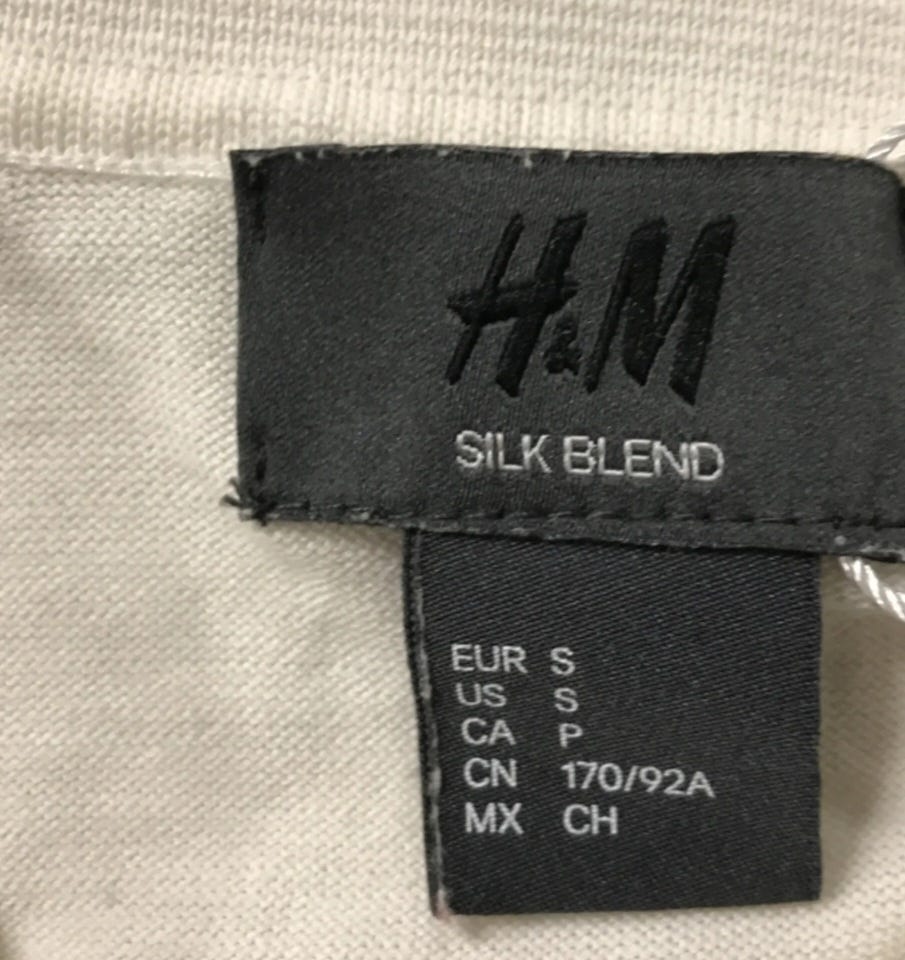 H&M
SILK BLEND
EUR S
US S
CA P
CN 170/92A
MX CH